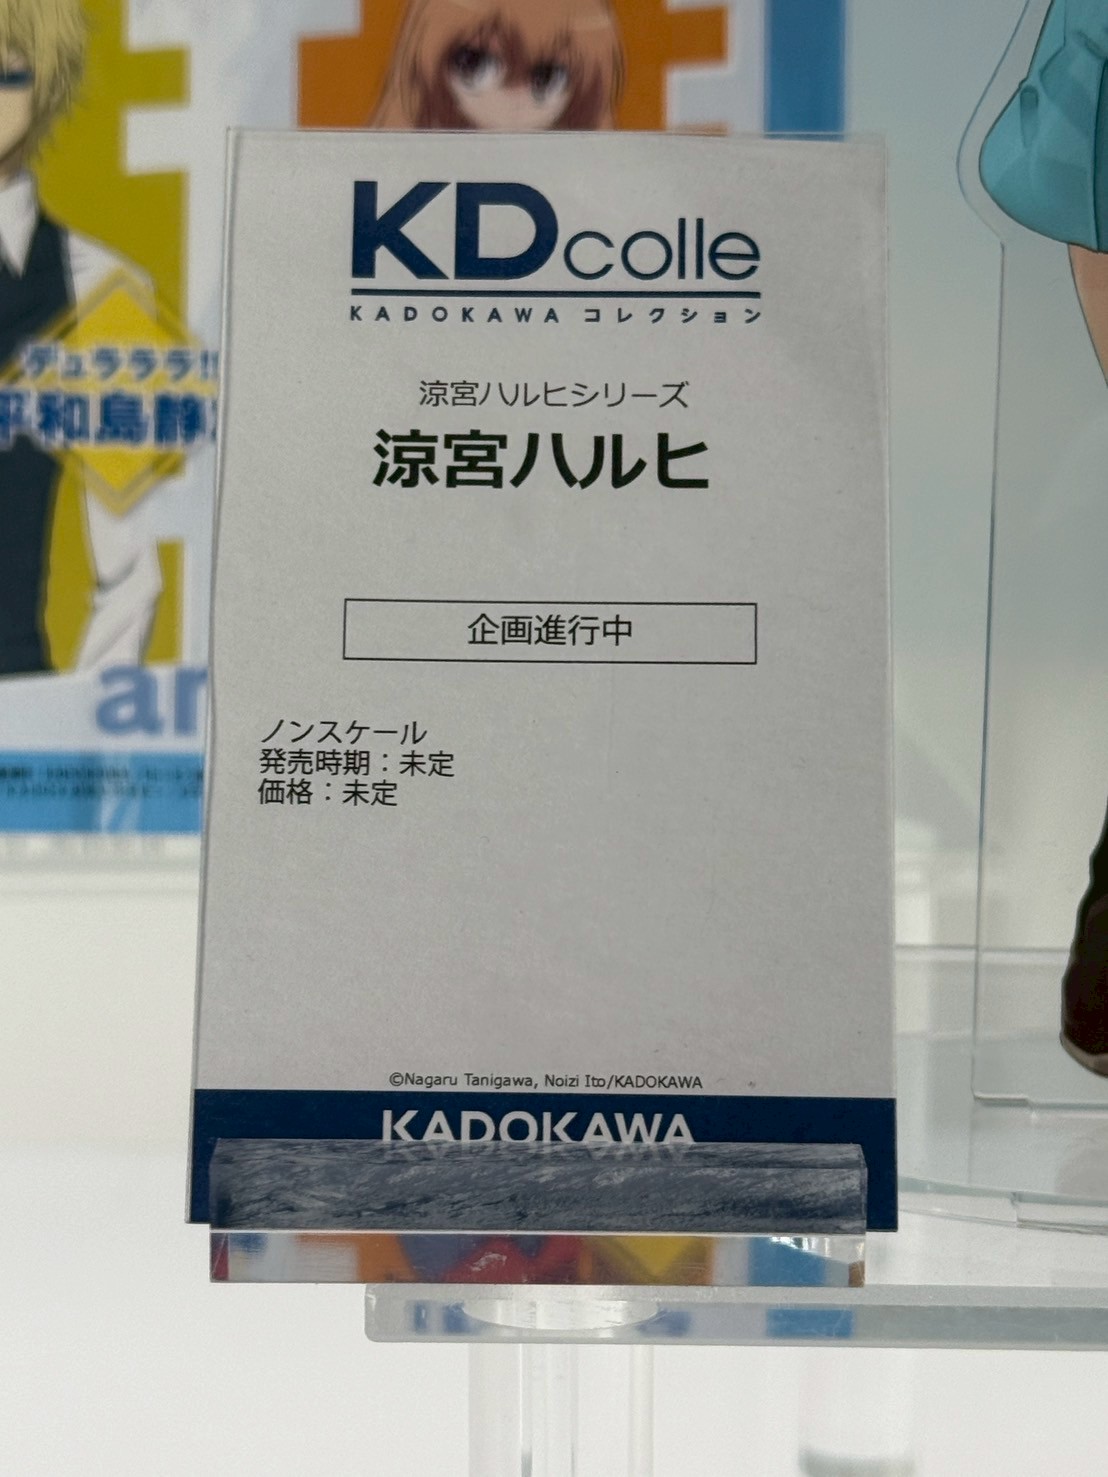 KDcolle
KADOKAWA コレクション
涼宮ハルヒシリーズ
涼宮ハルヒ
企画進行中
ノンスケール
発売時期：未定
価格：未定
©Nagaru Tanigawa, Noizi Ito/KADOKAWA
KADOKAWA
デュラララ!!
平和島静